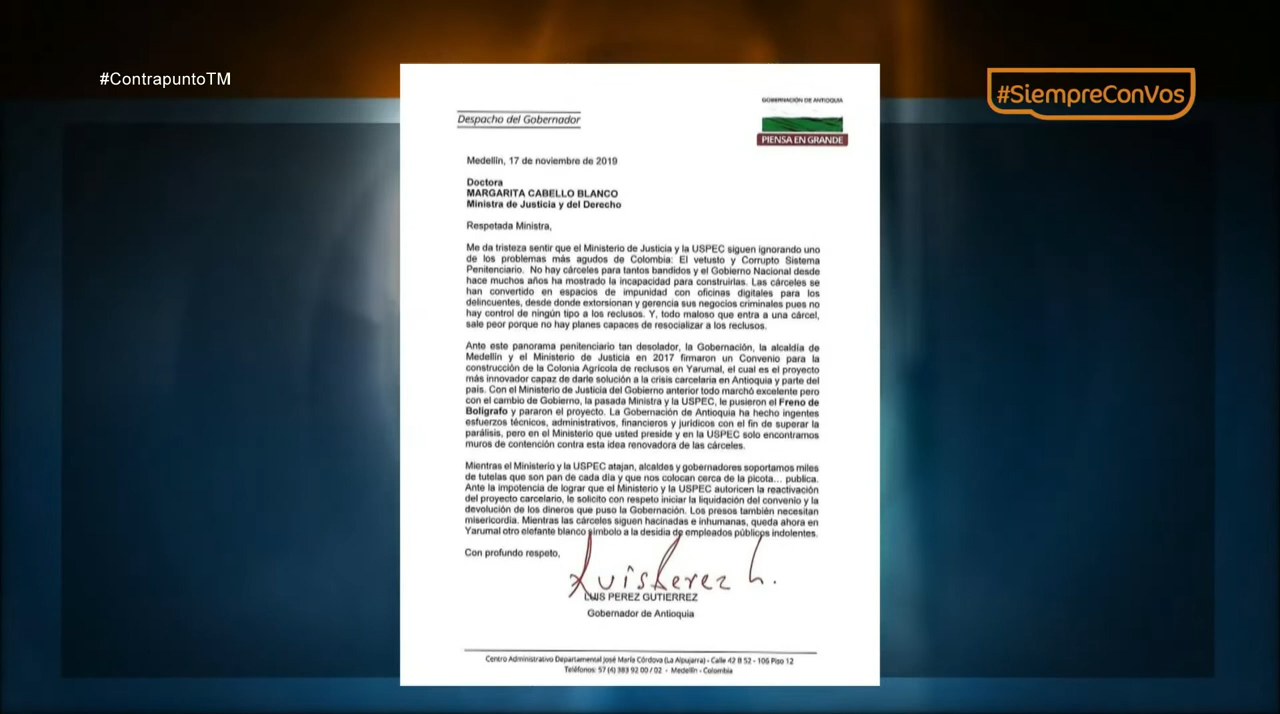 #ContrapuntoTM
#SiempreConVos
GOBERNACIÓN DE ANTIOQUIA
PIENSA EN GRANDE
Despacho del Gobernador
Medellín, 17 de noviembre de 2019
Doctora
MARGARITA CABELLO BLANCO
Ministra de Justicia y del Derecho
Respetada Ministra,
Me da tristeza sentir que el Ministerio de Justicia y la USPEC siguen ignorando uno
de los problemas más agudos de Colombia: El vetusto y Corrupto Sistema
Penitenciario. No hay cárceles para tantos bandidos y el Gobierno Nacional desde
hace muchos años ha mostrado la incapacidad para construirlas. Las cárceles se
han convertido en espacios de impunidad con oficinas digitales para los
delincuentes, desde donde extorsionan y gerencia sus negocios criminales pues no
hay control de ningún tipo a los reclusos. Y, todo maloso que entra a una cárcel,
sale peor porque no hay planes capaces de resocializar a los reclusos.
Ante este panorama penitenciario tan desolador, la Gobernación, la alcaldía de
Medellín y el Ministerio de Justicia en 2017 firmaron un Convenio para la
construcción de la Colonia Agrícola de reclusos en Yarumal, el cual es el proyecto
más innovador capaz de darle solución a la crisis carcelaria en Antioquia y parte del
país. Con el Ministerio de Justicia del Gobierno anterior todo marchó excelente pero
con el cambio de Gobierno, la pasada Ministra y la USPEC, le pusieron el Freno de
Bolígrafo y pararon el proyecto. La Gobernación de Antioquia ha hecho ingentes
esfuerzos técnicos, administrativos, financieros y jurídicos con el fin de superar la
parálisis, pero en el Ministerio que usted preside y en la USPEC solo encontramos
muros de contención contra esta idea renovadora de las cárceles.
Mientras el Ministerio y la USPEC atajan, alcaldes y gobernadores soportamos miles
de tutelas que son pan de cada día y que nos colocan cerca de la picota... publica.
Ante la impotencia de lograr que el Ministerio y la USPEC autoricen la reactivación
del proyecto carcelario, le solicito con respeto iniciar la liquidación del convenio y la
devolución de los dineros que puso la Gobernación. Los presos también necesitan
misericordia. Mientras las cárceles siguen hacinadas e inhumanas, queda ahora en
Yarumal otro elefante blanco símbolo a la desidia de empleados públicos indolentes.
Con profundo respeto,
Luis Perez G.
LUIS PEREZ GUTIERREZ
Gobernador de Antioquia
Centro Administrativo Departamental José María Córdova (La Alpujarra) - Calle 42 B 52 - 106 Piso 12
Teléfonos: 57 (4) 383 92 00 / 02 - Medellín - Colombia